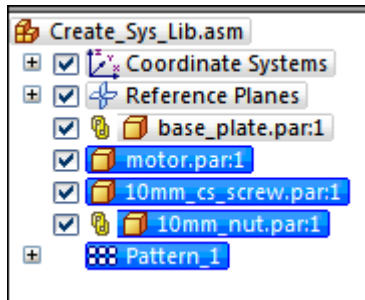 Create_Sys_Lib.asm
Coordinate Systems
Reference Planes
base_plate.par:1
motor.par:1
10mm_cs_screw.par:1
10mm_nut.par:1
Pattern_1